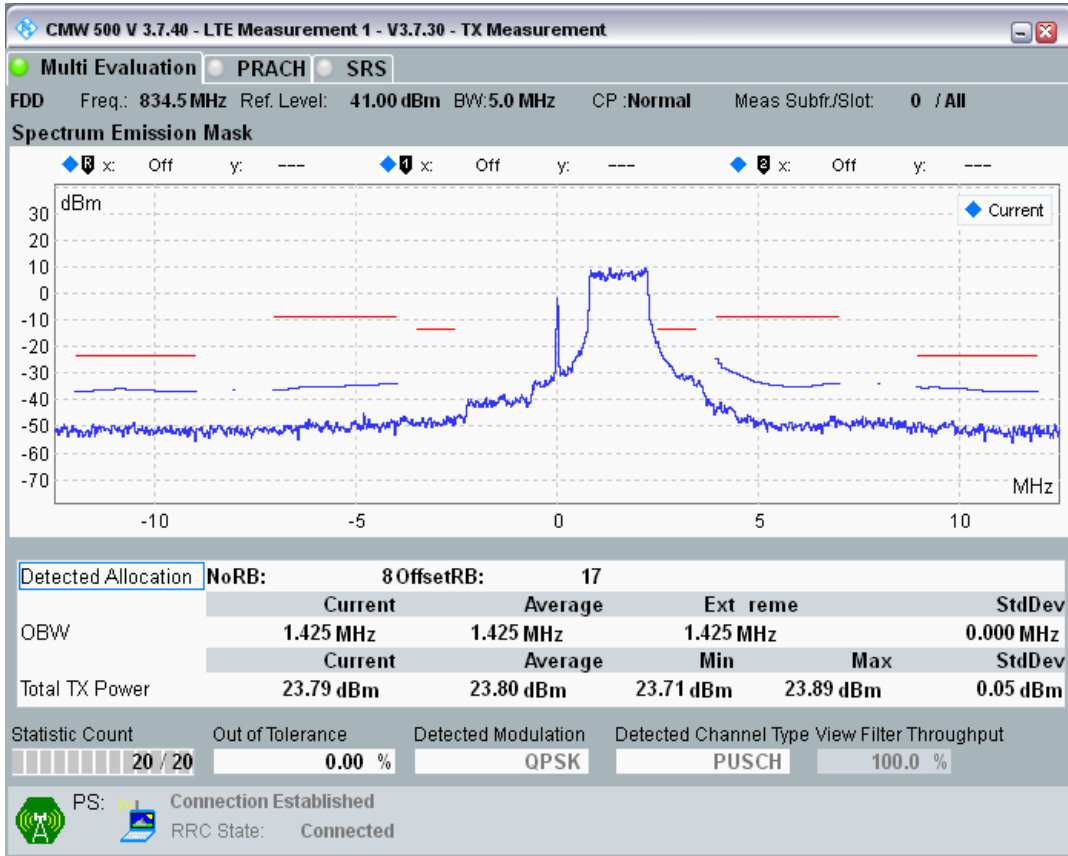 CMW 500 V 3.7.40 - LTE Measurement 1 - V3.7.30 - TX Measurement
Multi Evaluation PRACH SRS
FDD Freq.: 834.5 MHz Ref. Level: 41.00 dBm BW: 5.0 MHz CP : Normal Meas Subfr./Slot: 0 / All
Spectrum Emission Mask
R x: Off y: --- 1 x: Off y: --- 2 x: Off y: ---
dBm
Current
30
20
10
0
-10
-20
-30
-40
-50
-60
-70
MHz
-10 -5 0 5 10
Detected Allocation NoRB: 8 OffsetRB: 17
Current Average Ext reme StdDev
OBW 1.425 MHz 1.425 MHz 1.425 MHz 0.000 MHz
Current Average Min Max StdDev
Total TX Power 23.79 dBm 23.80 dBm 23.71 dBm 23.89 dBm 0.05 dBm
Statistic Count Out of Tolerance Detected Modulation Detected Channel Type View Filter Throughput
20 / 20 0.00 % QPSK PUSCH 100.0 %
PS: Connection Established
RRC State: Connected